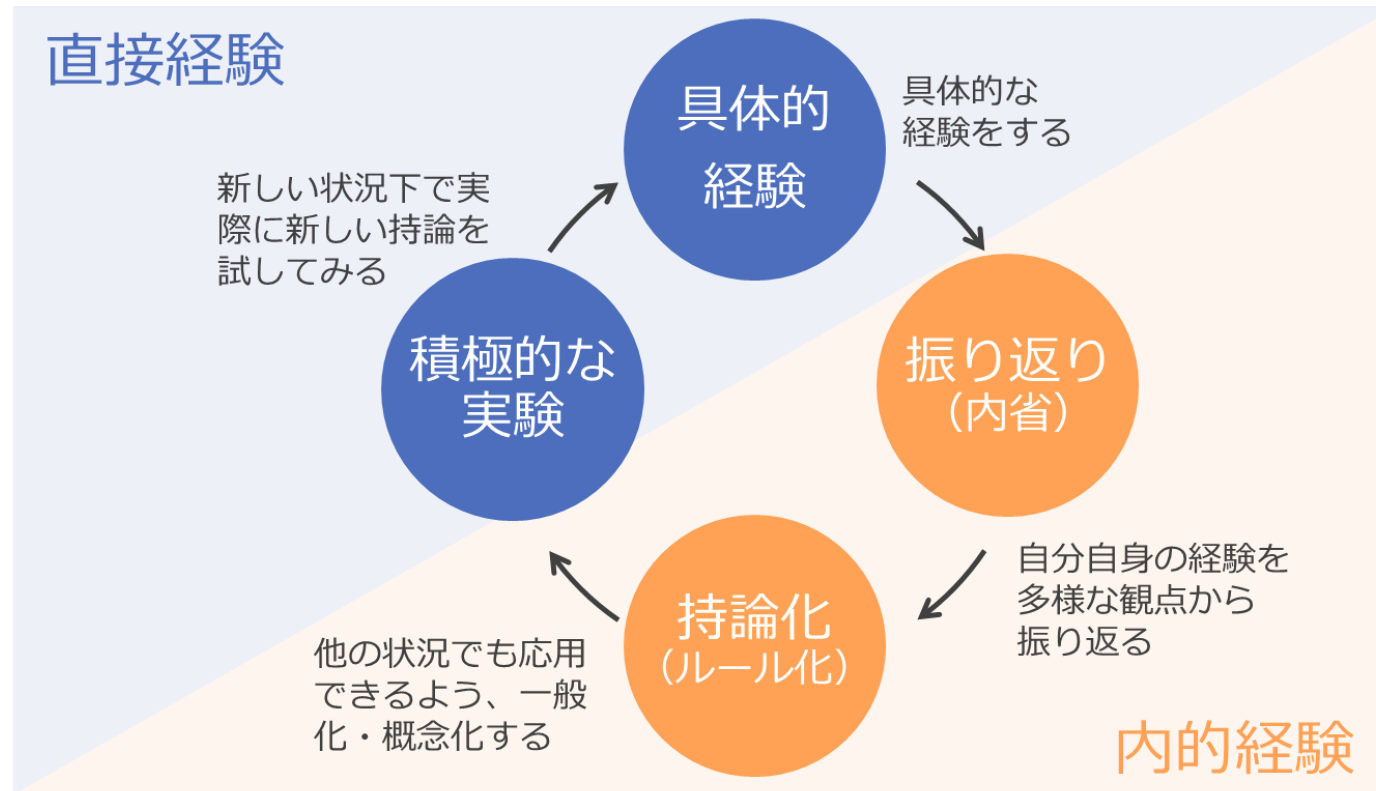 直接経験
具体的
経験
具体的な
経験をする
新しい状況下で実
際に新しい持論を
試してみる
積極的な
実験
振り返り
（内省）
自分自身の経験を
多様な観点から
振り返る
持論化
（ルール化）
他の状況でも応用
できるよう、一般
化・概念化する
内的経験